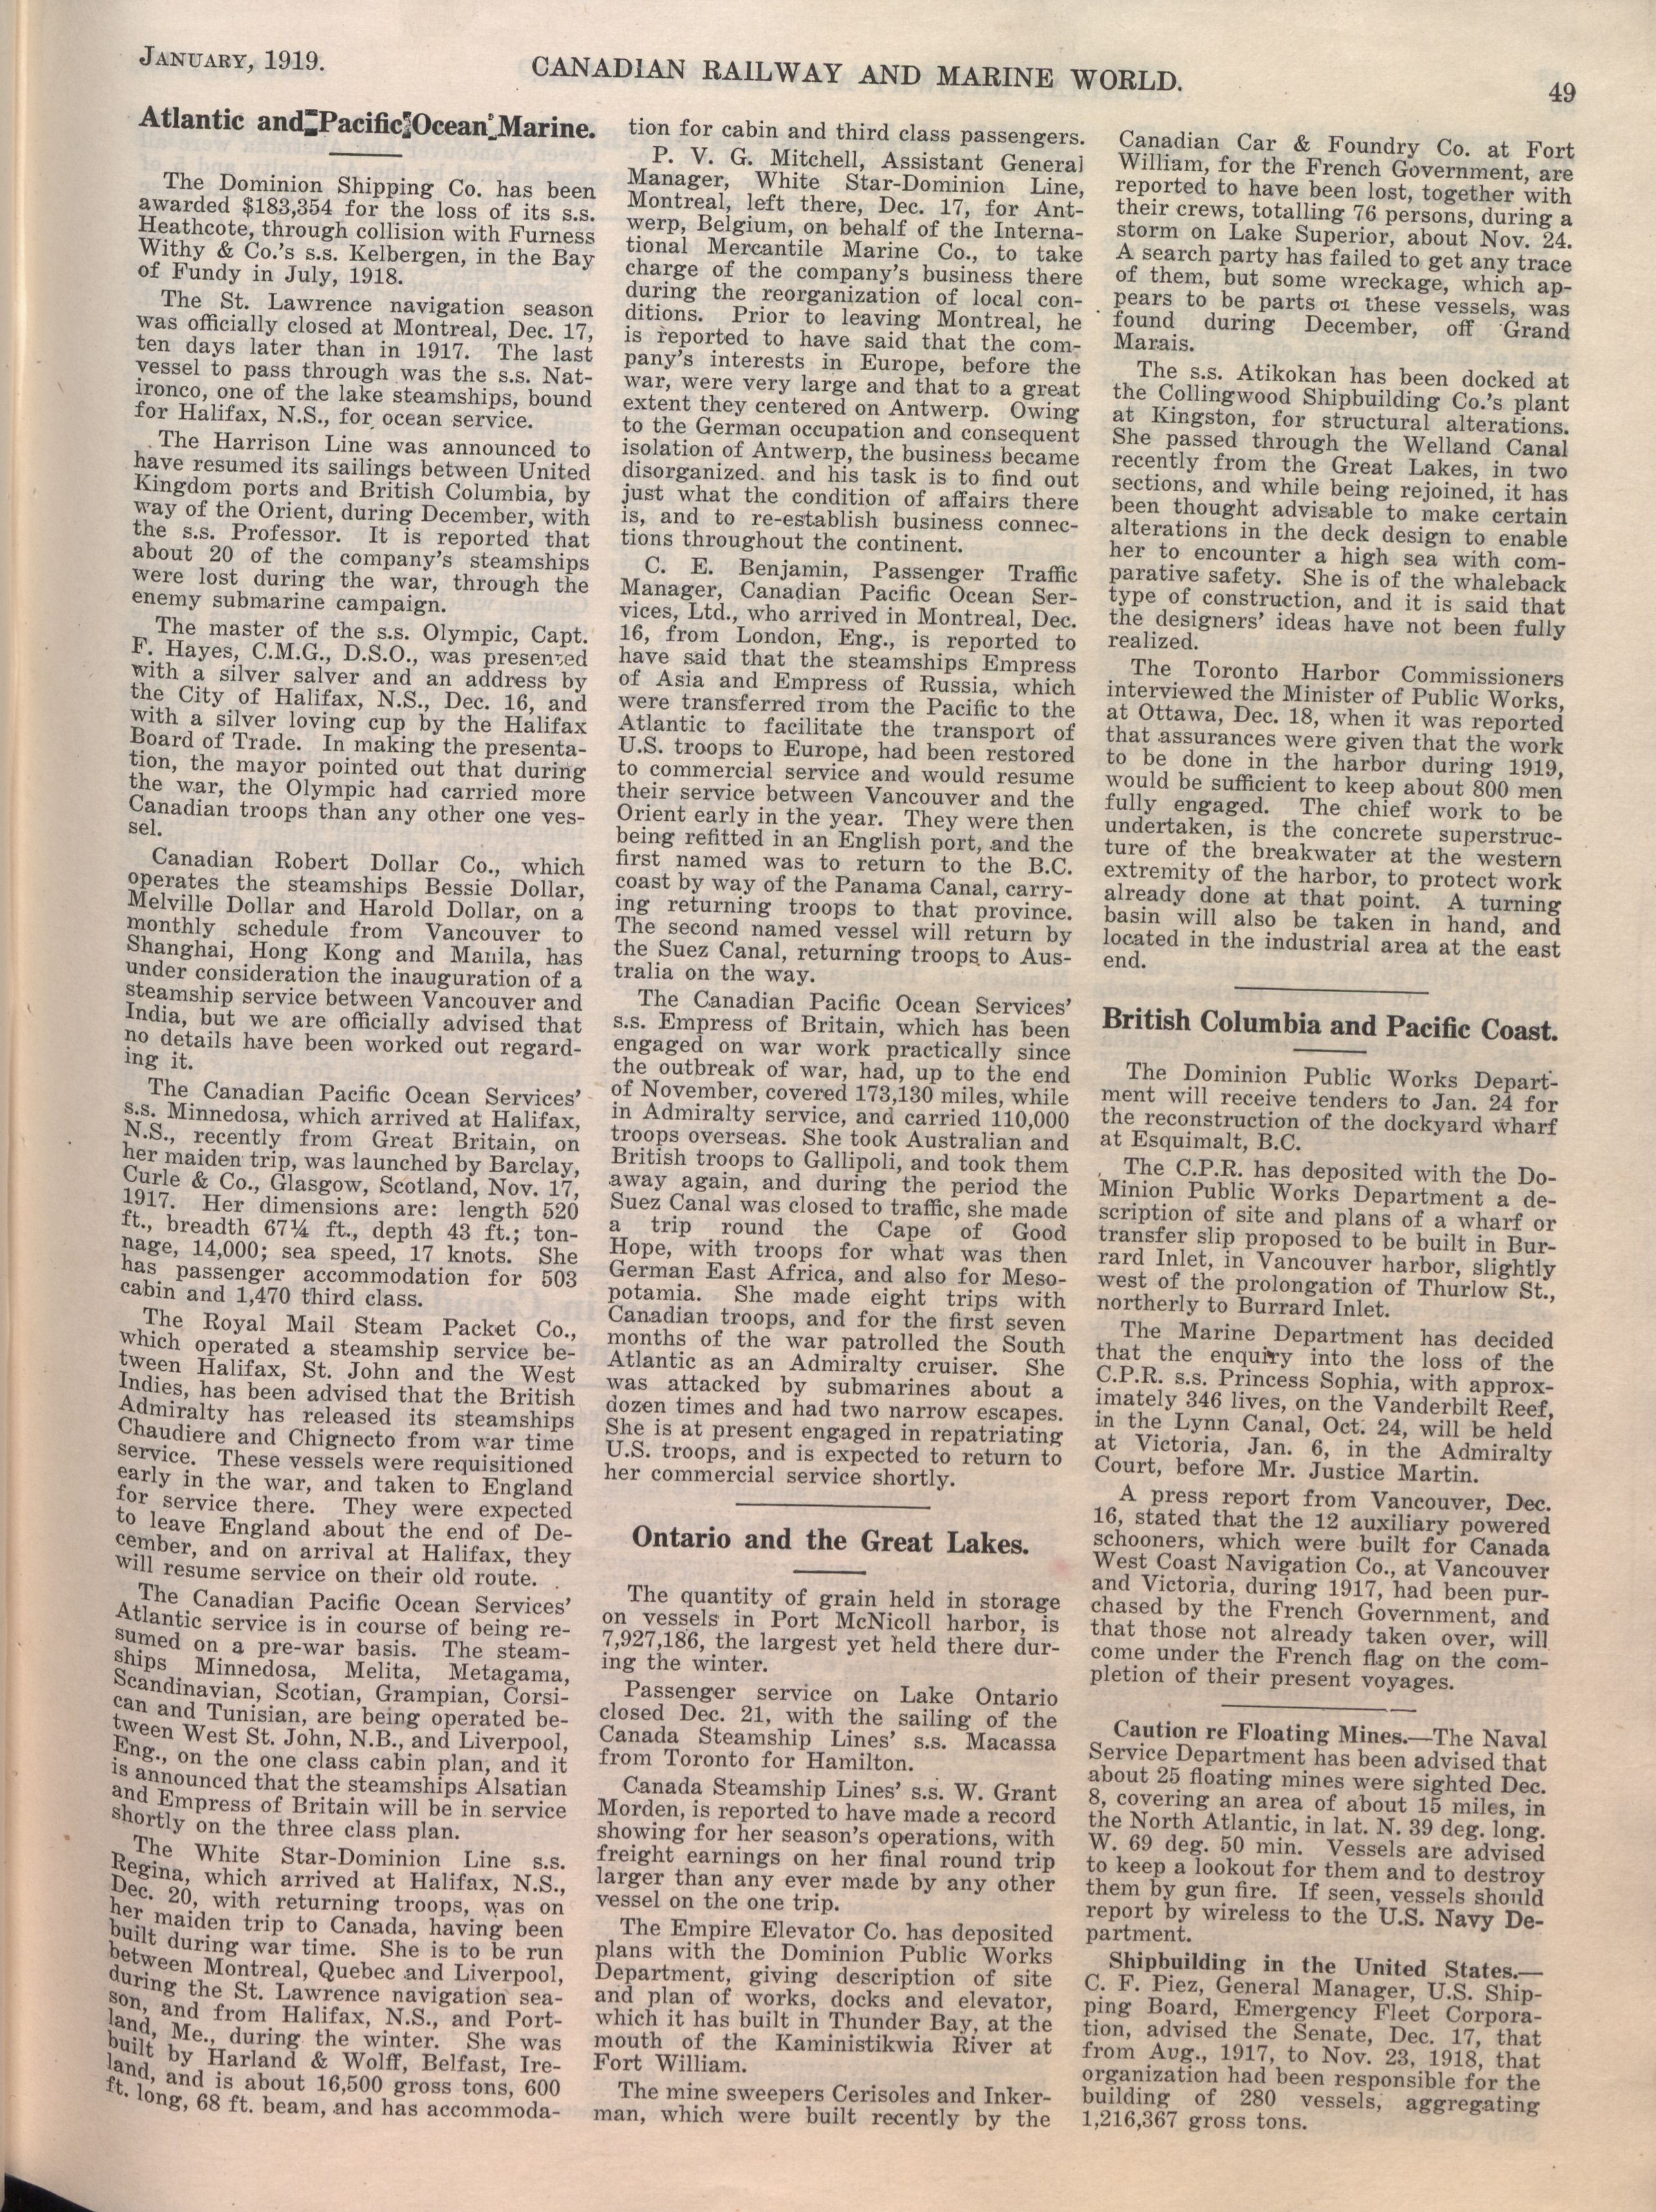 JANUARY, 1919.
CANADIAN RAILWAY AND MARINE WORLD.
49
Atlantic and Pacific Ocean Marine.
The Dominion Shipping Co. has been
awarded $183,354 for the loss of its s.s.
Heathcote, through collision with Furness
Withy & Co.'s s.s. Kelbergen, in the Bay
of Fundy in July, 1918.
The St. Lawrence navigation season
was officially closed at Montreal, Dec. 17,
ten days later than in 1917. The last
vessel to pass through was the s.s. Nat-
ironco, one of the lake steamships, bound
for Halifax, N.S., for ocean service.
The Harrison Line was announced to
have resumed its sailings between United
Kingdom ports and British Columbia, by
way of the Orient, during December, with
the s.s. Professor. It is reported that
about 20 of the company's steamships
were lost during the war, through the
enemy submarine campaign.
The master of the s.s. Olympic, Capt.
F. Hayes, C.M.G., D.S.O., was presented
with a silver salver and an address by
the City of Halifax, N.S., Dec. 16, and
with a silver loving cup by the Halifax
Board of Trade. In making the presenta-
tion, the mayor pointed out that during
the war, the Olympic had carried more
Canadian troops than any other one ves-
sel.
Canadian Robert Dollar Co., which
operates the steamships Bessie Dollar,
Melville Dollar and Harold Dollar, on a
monthly schedule from Vancouver to
Shanghai, Hong Kong and Manila, has
under consideration the inauguration of a
steamship service between Vancouver and
India, but we are officially advised that
no details have been worked out regard-
ing it.
The Canadian Pacific Ocean Services'
s.s. Minnedosa, which arrived at Halifax,
N.S., recently from Great Britain, on
her maiden trip, was launched by Barclay,
Curle & Co., Glasgow, Scotland, Nov. 17,
1917. Her dimensions are: length 520
ft., breadth 67¼ ft., depth 43 ft.; ton-
nage, 14,000; sea speed, 17 knots. She
has passenger accommodation for 503
cabin and 1,470 third class.
The Royal Mail Steam Packet Co.,
which operated a steamship service be-
tween Halifax, St. John and the West
Indies, has been advised that the British
Admiralty has released its steamships
Chaudiere and Chignecto from war time
service. These vessels were requisitioned
early in the war, and taken to England
for service there. They were expected
to leave England about the end of De-
cember, and on arrival at Halifax, they
will resume service on their old route.
The Canadian Pacific Ocean Services'
Atlantic service is in course of being re-
sumed on a pre-war basis. The steam-
ships Minnedosa, Melita, Metagama,
Scandinavian, Scotian, Grampian, Corsi-
can and Tunisian, are being operated be-
tween West St. John, N.B., and Liverpool,
Eng., on the one class cabin plan, and it
is announced that the steamships Alsatian
and Empress of Britain will be in service
shortly on the three class plan.
The White Star-Dominion Line s.s.
Regina, which arrived at Halifax, N.S.,
Dec. 20, with returning troops, was on
her maiden trip to Canada, having been
built during war time. She is to be run
between Montreal, Quebec and Liverpool,
during the St. Lawrence navigation sea-
son, and from Halifax, N.S., and Port-
land, Me., during the winter. She was
built by Harland & Wolff, Belfast, Ire-
land, and is about 16,500 gross tons, 600
ft. long, 68 ft. beam, and has accommoda-
tion for cabin and third class passengers.
P. V. G. Mitchell, Assistant General
Manager, White Star-Dominion Line,
Montreal, left there, Dec. 17, for Ant-
werp, Belgium, on behalf of the Interna-
tional Mercantile Marine Co., to take
charge of the company's business there
during the reorganization of local con-
ditions. Prior to leaving Montreal, he
is reported to have said that the com-
pany's interests in Europe, before the
war, were very large and that to a great
extent they centered on Antwerp. Owing
to the German occupation and consequent
isolation of Antwerp, the business became
disorganized. and his task is to find out
just what the condition of affairs there
is, and to re-establish business connec-
tions throughout the continent.
C. E. Benjamin, Passenger Traffic
Manager, Canadian Pacific Ocean Ser-
vices, Ltd., who arrived in Montreal, Dec.
16, from London, Eng., is reported to
have said that the steamships Empress
of Asia and Empress of Russia, which
were transferred from the Pacific to the
Atlantic to facilitate the transport of
U.S. troops to Europe, had been restored
to commercial service and would resume
their service between Vancouver and the
Orient early in the year. They were then
being refitted in an English port, and the
first named was to return to the B.C.
coast by way of the Panama Canal, carry-
ing returning troops to that province.
The second named vessel will return by
the Suez Canal, returning troops to Aus-
tralia on the way.
The Canadian Pacific Ocean Services'
s.s. Empress of Britain, which has been
engaged on war work practically since
the outbreak of war, had, up to the end
of November, covered 173,130 miles, while
in Admiralty service, and carried 110,000
troops overseas. She took Australian and
British troops to Gallipoli, and took them
away again, and during the period the
Suez Canal was closed to traffic, she made
a trip round the Cape of Good
Hope, with troops for what was then
German East Africa, and also for Meso-
potamia. She made eight trips with
Canadian troops, and for the first seven
months of the war patrolled the South
Atlantic as an Admiralty cruiser. She
was attacked by submarines about a
dozen times and had two narrow escapes.
She is at present engaged in repatriating
U.S. troops, and is expected to return to
her commercial service shortly.
Ontario and the Great Lakes.
The quantity of grain held in storage
on vessels in Port McNicoll harbor, is
7,927,186, the largest yet held there dur-
ing the winter.
Passenger service on Lake Ontario
closed Dec. 21, with the sailing of the
Canada Steamship Lines' s.s. Macassa
from Toronto for Hamilton.
Canada Steamship Lines' s.s. W. Grant
Morden, is reported to have made a record
showing for her season's operations, with
freight earnings on her final round trip
larger than any ever made by any other
vessel on the one trip.
The Empire Elevator Co. has deposited
plans with the Dominion Public Works
Department, giving description of site
and plan of works, docks and elevator,
which it has built in Thunder Bay, at the
mouth of the Kaministikwia River at
Fort William.
The mine sweepers Cerisoles and Inker-
man, which were built recently by the
Canadian Car & Foundry Co. at Fort
William, for the French Government, are
reported to have been lost, together with
their crews, totalling 76 persons, during a
storm on Lake Superior, about Nov. 24.
A search party has failed to get any trace
of them, but some wreckage, which ap-
pears to be parts of these vessels, was
found during December, off Grand
Marais.
The s.s. Atikokan has been docked at
the Collingwood Shipbuilding Co.'s plant
at Kingston, for structural alterations.
She passed through the Welland Canal
recently from the Great Lakes, in two
sections, and while being rejoined, it has
been thought advisable to make certain
alterations in the deck design to enable
her to encounter a high sea with com-
parative safety. She is of the whaleback
type of construction, and it is said that
the designers' ideas have not been fully
realized.
The Toronto Harbor Commissioners
interviewed the Minister of Public Works,
at Ottawa, Dec. 18, when it was reported
that assurances were given that the work
to be done in the harbor during 1919,
would be sufficient to keep about 800 men
fully engaged. The chief work to be
undertaken, is the concrete superstruc-
ture of the breakwater at the western
extremity of the harbor, to protect work
already done at that point. A turning
basin will also be taken in hand, and
located in the industrial area at the east
end.
British Columbia and Pacific Coast.
The Dominion Public Works Depart-
ment will receive tenders to Jan. 24 for
the reconstruction of the dockyard wharf
at Esquimalt, B.C.
The C.P.R. has deposited with the Do-
Minion Public Works Department a de-
scription of site and plans of a wharf or
transfer slip proposed to be built in Bur-
rard Inlet, in Vancouver harbor, slightly
west of the prolongation of Thurlow St.,
northerly to Burrard Inlet.
The Marine Department has decided
that the enquiry into the loss of the
C.P.R. s.s. Princess Sophia, with approx-
imately 346 lives, on the Vanderbilt Reef,
in the Lynn Canal, Oct. 24, will be held
at Victoria, Jan. 6, in the Admiralty
Court, before Mr. Justice Martin.
A press report from Vancouver, Dec.
16, stated that the 12 auxiliary powered
schooners, which were built for Canada
West Coast Navigation Co., at Vancouver
and Victoria, during 1917, had been pur-
chased by the French Government, and
that those not already taken over, will
come under the French flag on the com-
pletion of their present voyages.
Caution re Floating Mines.—The Naval
Service Department has been advised that
about 25 floating mines were sighted Dec.
8, covering an area of about 15 miles, in
the North Atlantic, in lat. N. 39 deg. long.
W. 69 deg. 50 min. Vessels are advised
to keep a lookout for them and to destroy
them by gun fire. If seen, vessels should
report by wireless to the U.S. Navy De-
partment.
Shipbuilding in the United States.—
C. F. Piez, General Manager, U.S. Ship-
ping Board, Emergency Fleet Corpora-
tion, advised the Senate, Dec. 17, that
from Aug., 1917, to Nov. 23, 1918, that
organization had been responsible for the
building of 280 vessels, aggregating
1,216,367 gross tons.